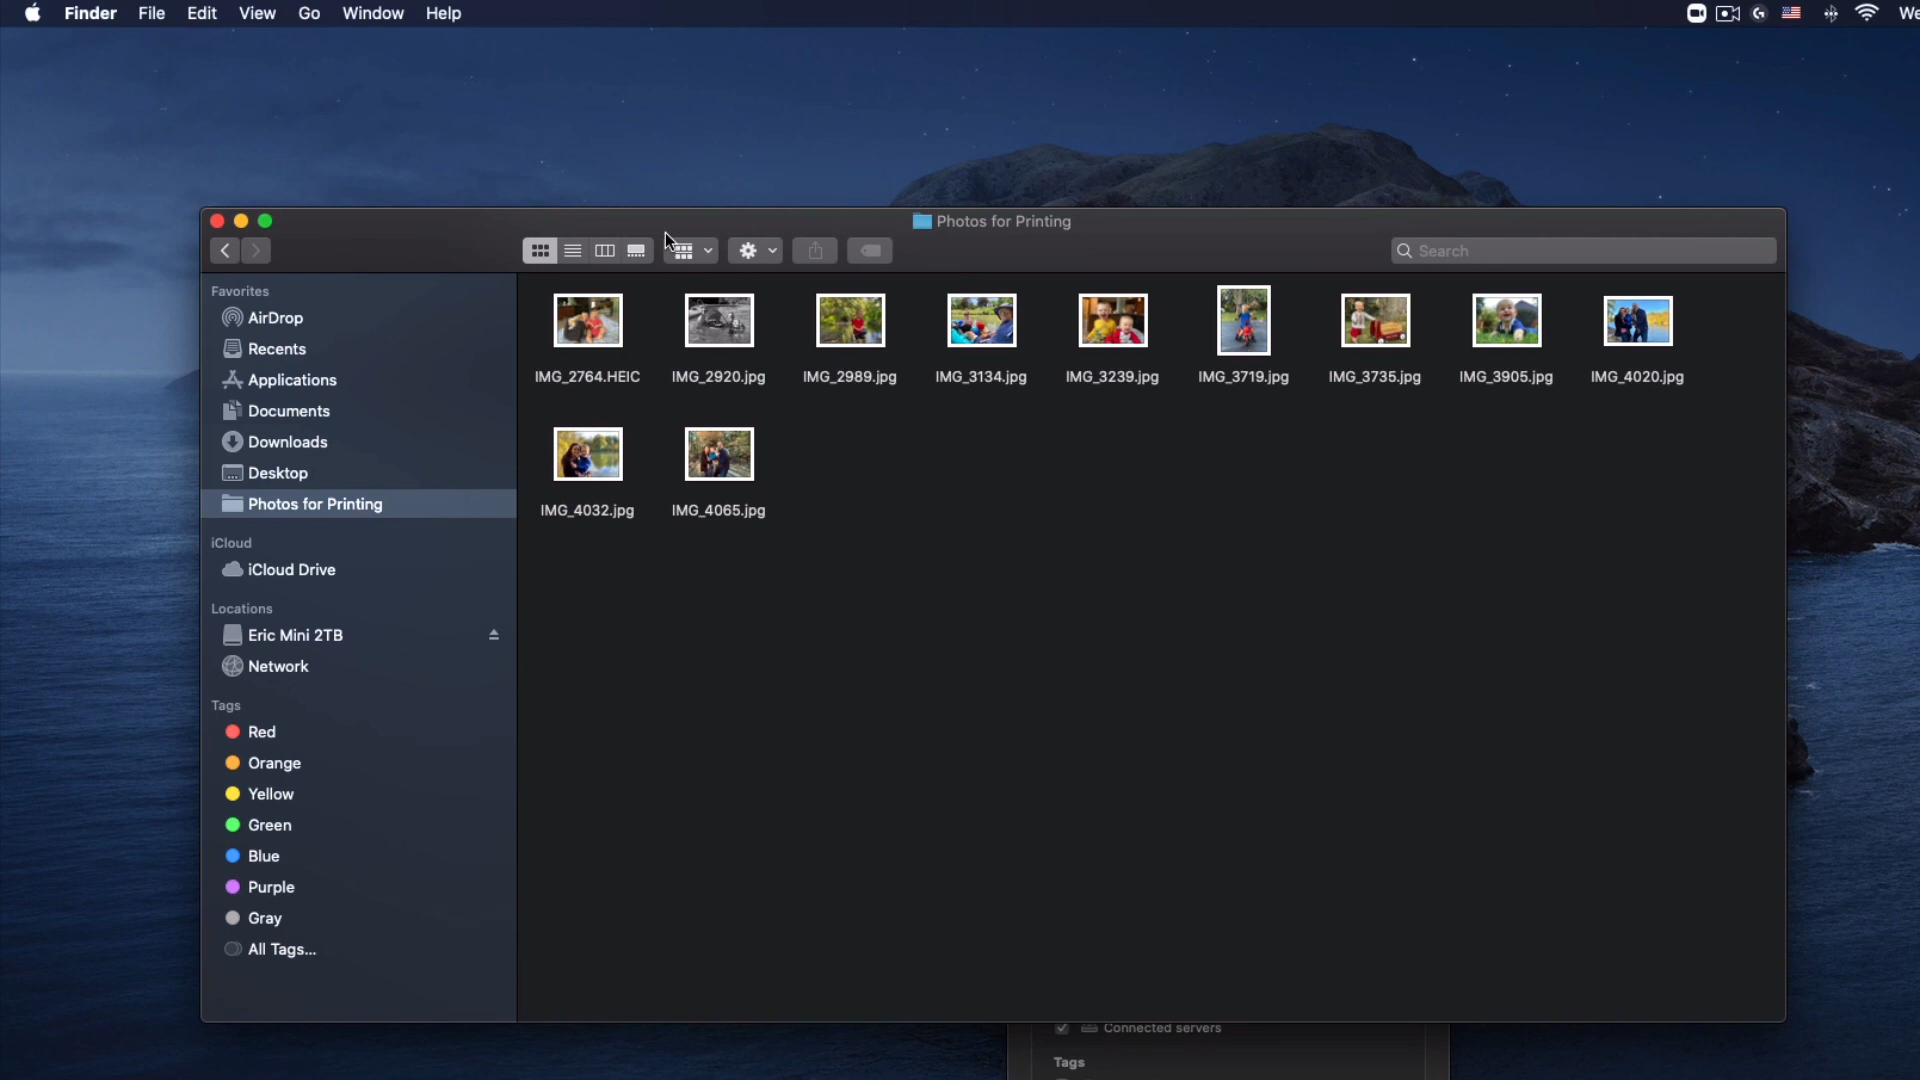 Finder File Edit View Go Window Help We
Photos for Printing
Search
Favorites
AirDrop
Recents
Applications
Documents
Downloads
Desktop
Photos for Printing
iCloud
iCloud Drive
Locations
Eric Mini 2TB
Network
Tags
Red
Orange
Yellow
Green
Blue
Purple
Gray
All Tags...
IMG_2764.HEIC IMG_2920.jpg IMG_2989.jpg IMG_3134.jpg IMG_3239.jpg IMG_3719.jpg IMG_3735.jpg IMG_3905.jpg IMG_4020.jpg
IMG_4032.jpg IMG_4065.jpg
Connected servers
Tags